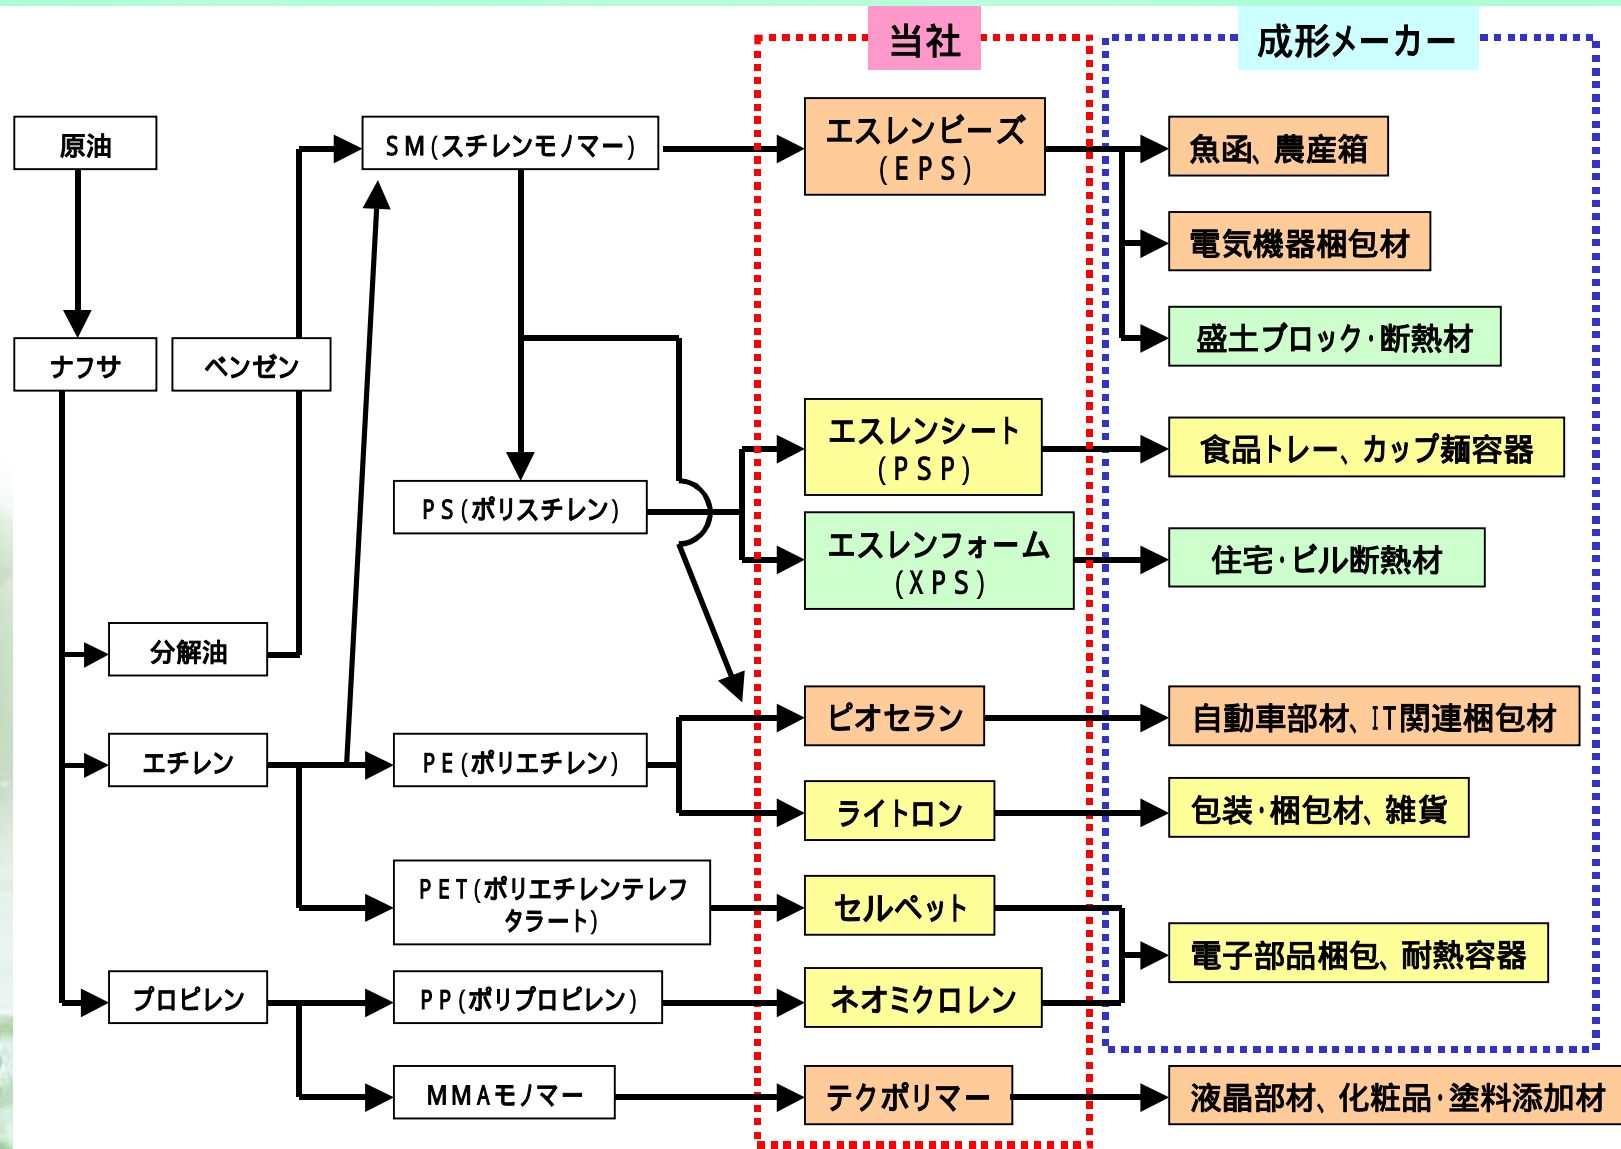 当社
成形メーカー
原油
SM(スチレンモノマー)
エスレンビーズ
(EPS)
魚函、農産箱
電気機器梱包材
盛土ブロック・断熱材
ナフサ
ベンゼン
エスレンシート
(PSP)
食品トレー、カップ麺容器
PS(ポリスチレン)
エスレンフォーム
(XPS)
住宅・ビル断熱材
分解油
ピオセラン
自動車部材、IT関連梱包材
エチレン
PE(ポリエチレン)
ライトロン
包装・梱包材、雑貨
PET(ポリエチレンテレフ
タラート)
セルペット
電子部品梱包、耐熱容器
プロピレン
PP(ポリプロピレン)
ネオミクロレン
MMAモノマー
テクポリマー
液晶部材、化粧品・塗料添加材